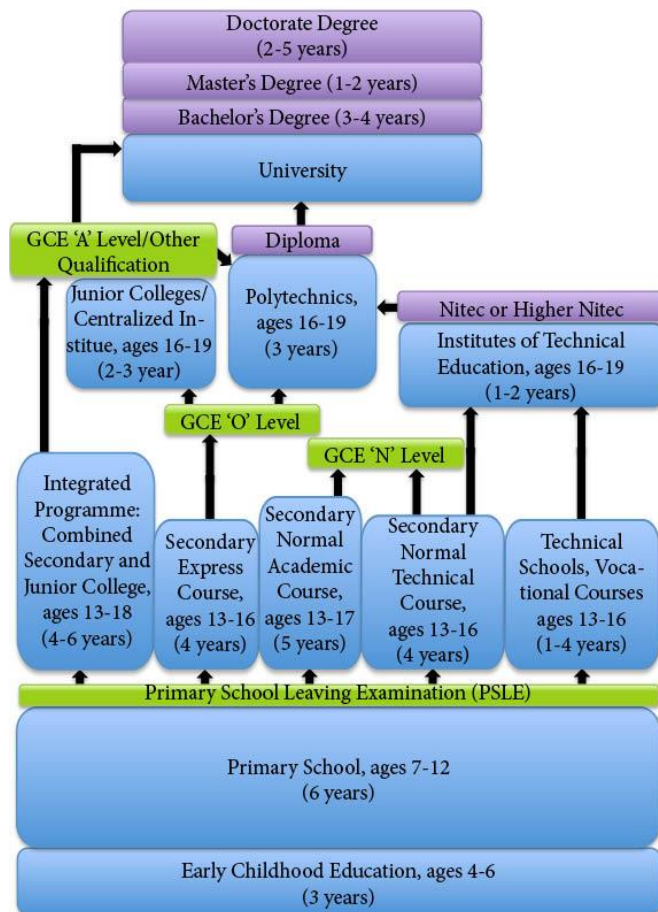 Doctorate Degree
(2-5 years)
Master's Degree (1-2 years)
Bachelor's Degree (3-4 years)
University
GCE ‘A’ Level/Other
Qualification
Diploma
Junior Colleges/
Centralized In-
stitue, ages 16-19
(2-3 year)
Polytechnics,
ages 16-19
(3 years)
Nitec or Higher Nitec
Institutes of Technical
Education, ages 16-19
(1-2 years)
GCE ‘O’ Level
GCE ‘N’ Level
Integrated
Programme:
Combined
Secondary and
Junior College,
ages 13-18
(4-6 years)
Secondary
Express
Course,
ages 13-16
(4 years)
Secondary
Normal
Academic
Course,
ages 13-17
(5 years)
Secondary
Normal
Technical
Course,
ages 13-16
(4 years)
Technical
Schools, Voca-
tional Courses
ages 13-16
(1-4 years)
Primary School Leaving Examination (PSLE)
Primary School, ages 7-12
(6 years)
Early Childhood Education, ages 4-6
(3 years)